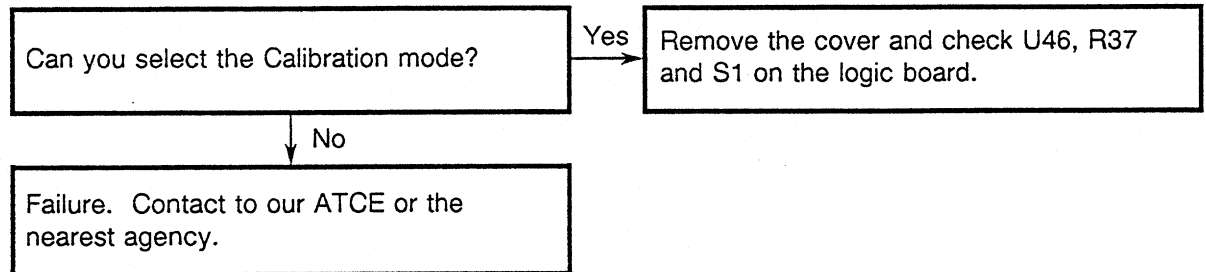 Can you select the Calibration mode?
Yes
Remove the cover and check U46, R37
and S1 on the logic board.
No
Failure. Contact to our ATCE or the
nearest agency.